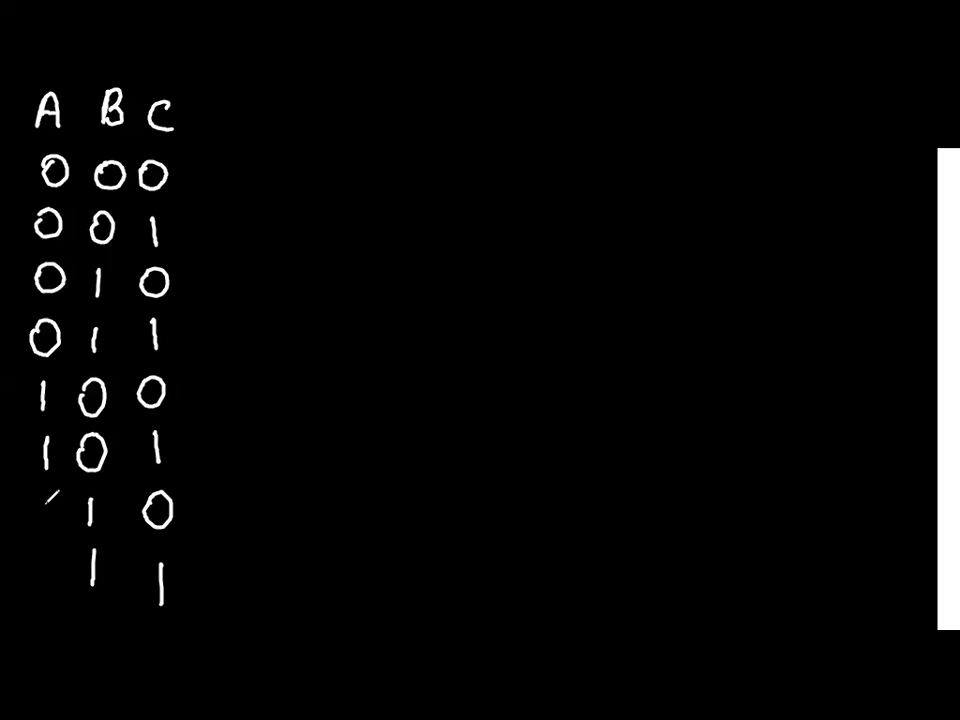 A B C
0 0 0
0 0 1
0 1 0
0 1 1
1 0 0
1 0 1
1 0
1 1